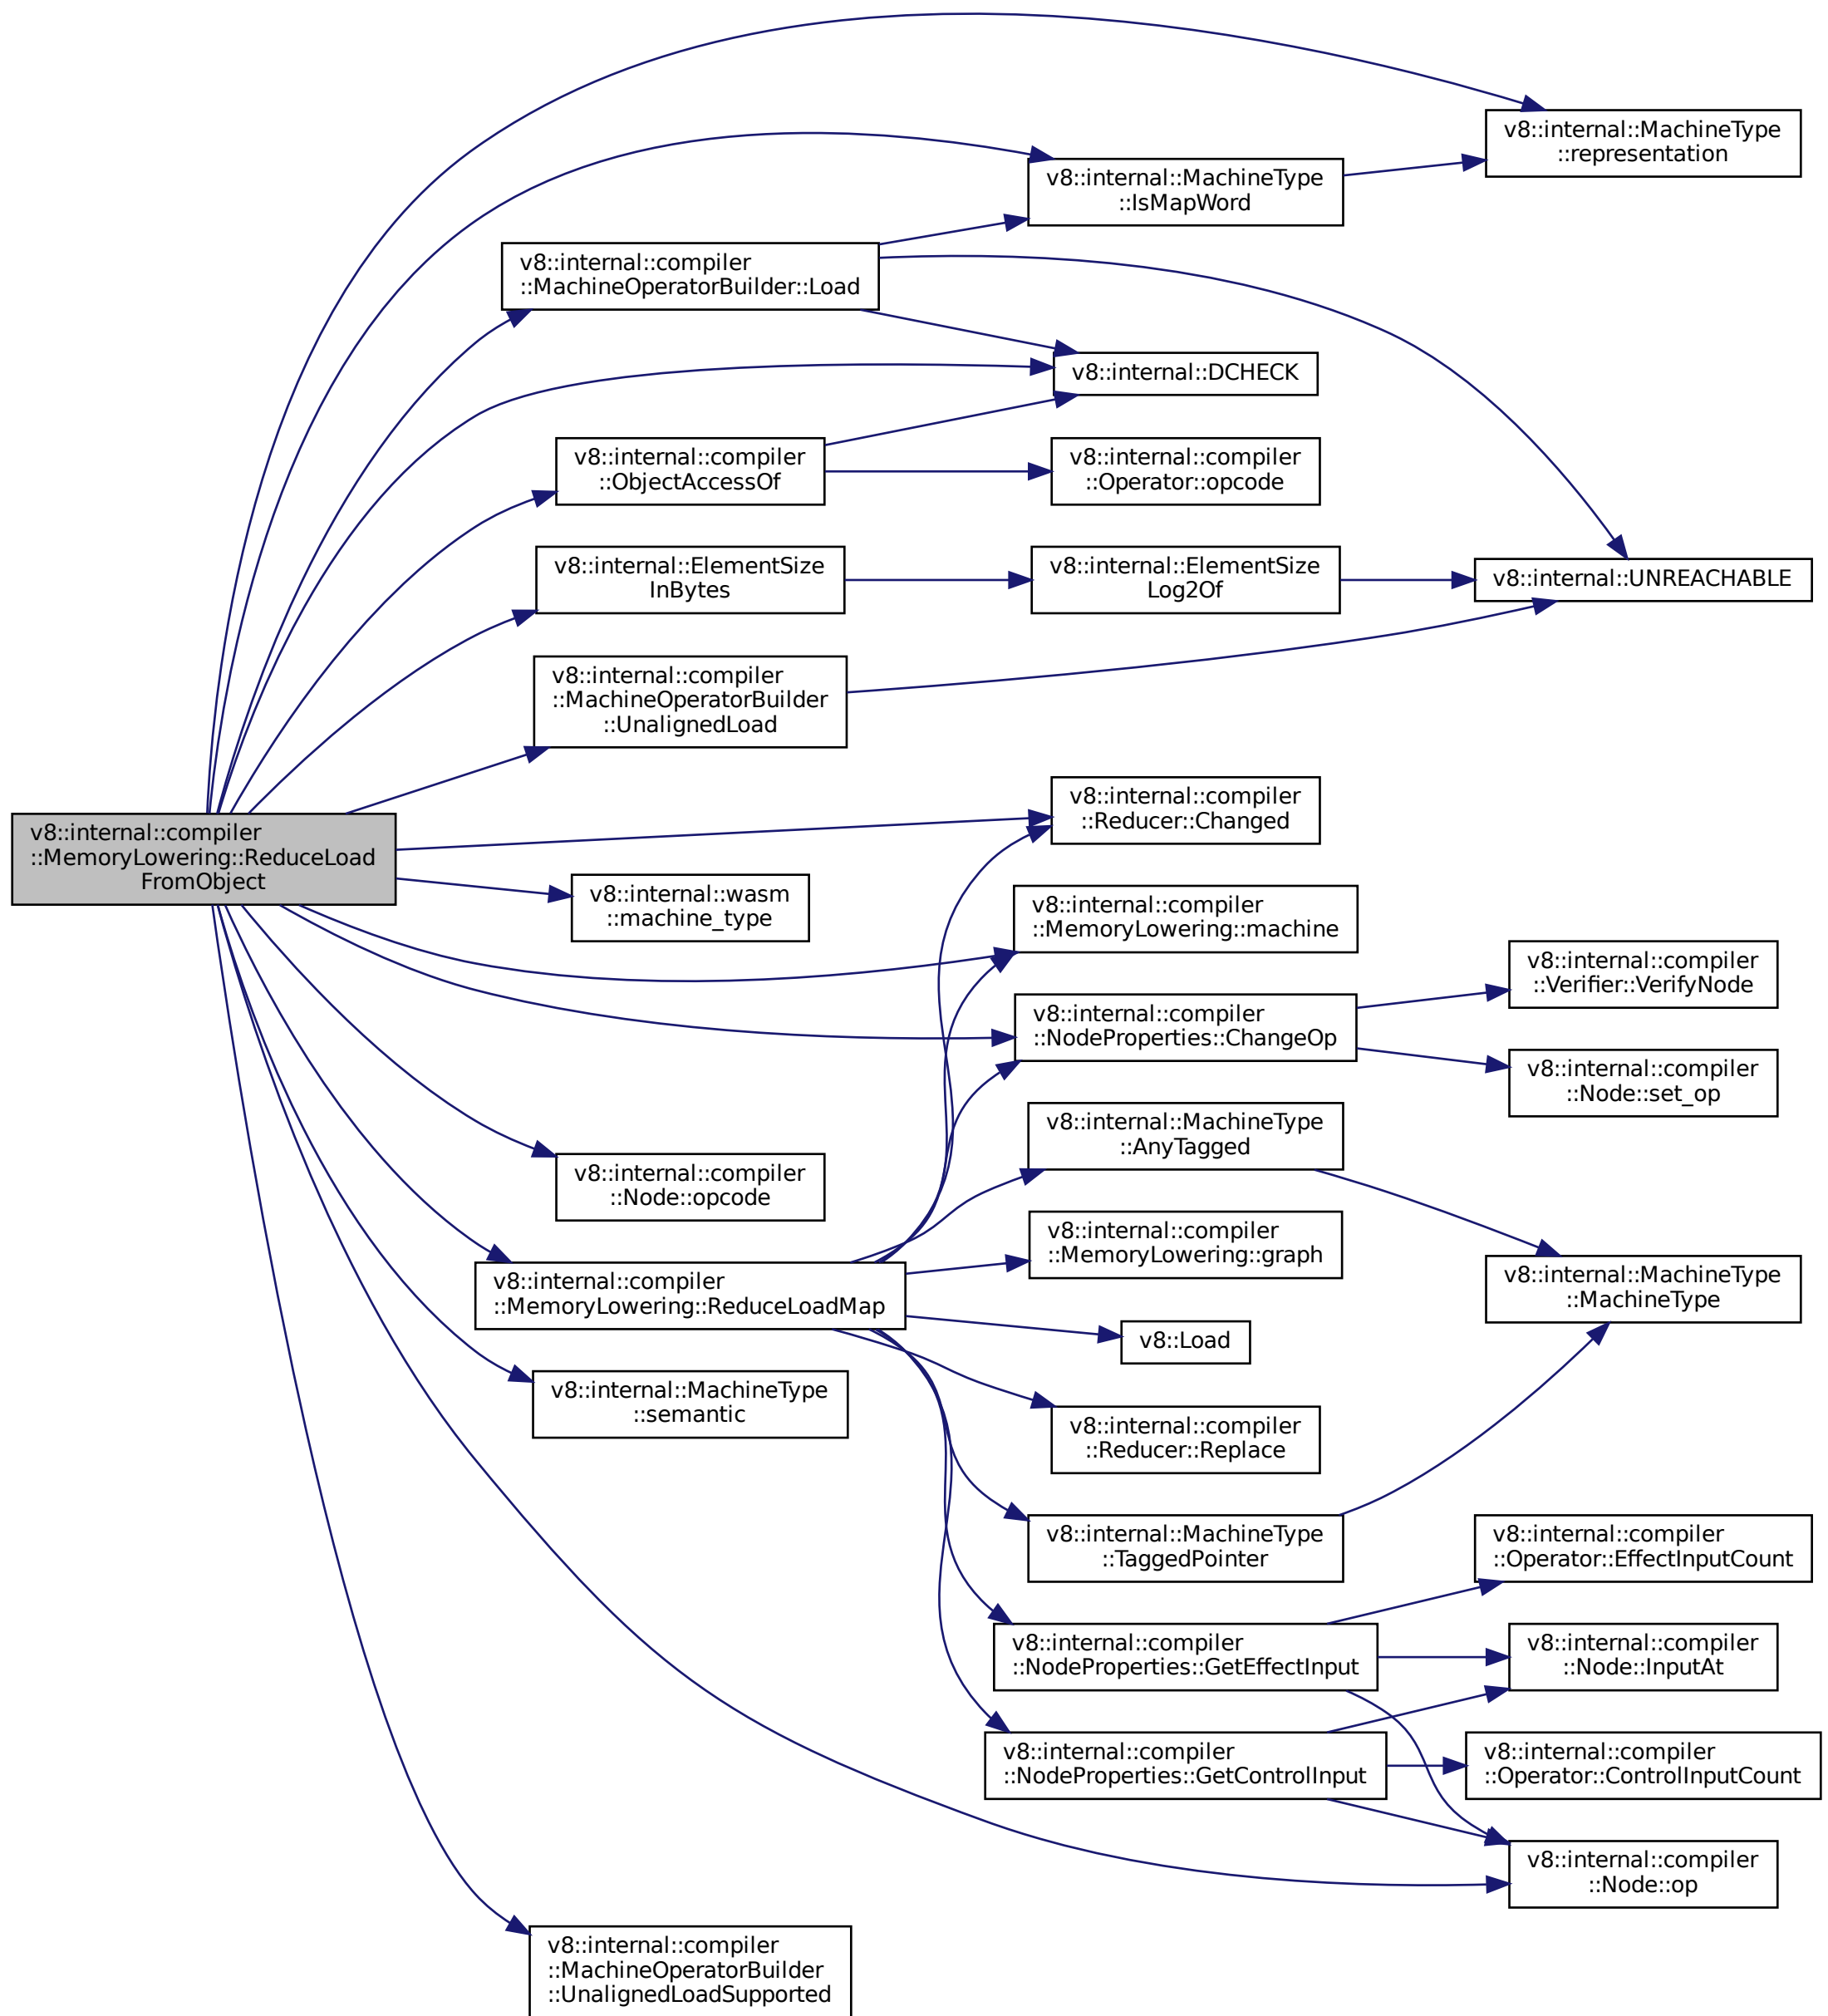 v8::internal::MachineType
::representation
v8::internal::MachineType
::IsMapWord
v8::internal::compiler
::MachineOperatorBuilder::Load
v8::internal::DCHECK
v8::internal::compiler
::ObjectAccessOf
v8::internal::compiler
::Operator::opcode
v8::internal::ElementSize
InBytes
v8::internal::ElementSize
Log2Of
v8::internal::UNREACHABLE
v8::internal::compiler
::MachineOperatorBuilder
::UnalignedLoad
v8::internal::compiler
::Reducer::Changed
v8::internal::compiler
::MemoryLowering::ReduceLoad
FromObject
v8::internal::wasm
::machine_type
v8::internal::compiler
::MemoryLowering::machine
v8::internal::compiler
::Verifier::VerifyNode
v8::internal::compiler
::NodeProperties::ChangeOp
v8::internal::compiler
::Node::set_op
v8::internal::MachineType
::AnyTagged
v8::internal::compiler
::Node::opcode
v8::internal::compiler
::MemoryLowering::graph
v8::internal::compiler
::MemoryLowering::ReduceLoadMap
v8::internal::MachineType
::MachineType
v8::Load
v8::internal::MachineType
::semantic
v8::internal::compiler
::Reducer::Replace
v8::internal::MachineType
::TaggedPointer
v8::internal::compiler
::Operator::EffectInputCount
v8::internal::compiler
::NodeProperties::GetEffectInput
v8::internal::compiler
::Node::InputAt
v8::internal::compiler
::NodeProperties::GetControlInput
v8::internal::compiler
::Operator::ControlInputCount
v8::internal::compiler
::Node::op
v8::internal::compiler
::MachineOperatorBuilder
::UnalignedLoadSupported